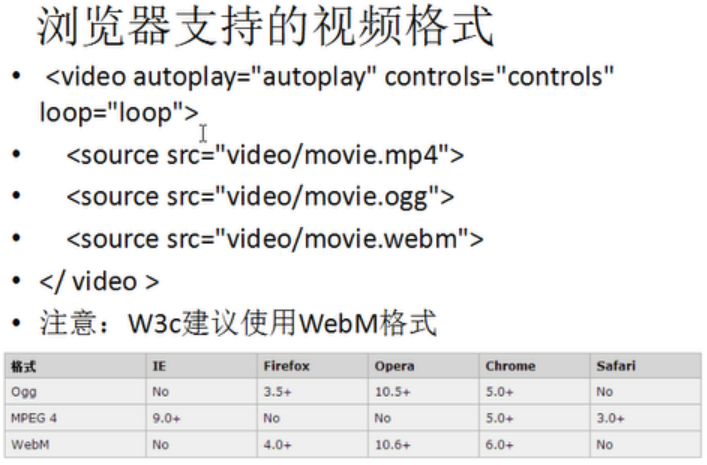 浏览器支持的视频格式
• <video autoplay="autoplay" controls="controls"
loop="loop">
• <source src="video/movie.mp4">
• <source src="video/movie.ogg">
• <source src="video/movie.webm">
• </ video >
• 注意：W3c建议使用WebM格式
格式 IE Firefox Opera Chrome Safari
Ogg No 3.5+ 10.5+ 5.0+ No
MPEG 4 9.0+ No No 5.0+ 3.0+
WebM No 4.0+ 10.6+ 6.0+ No